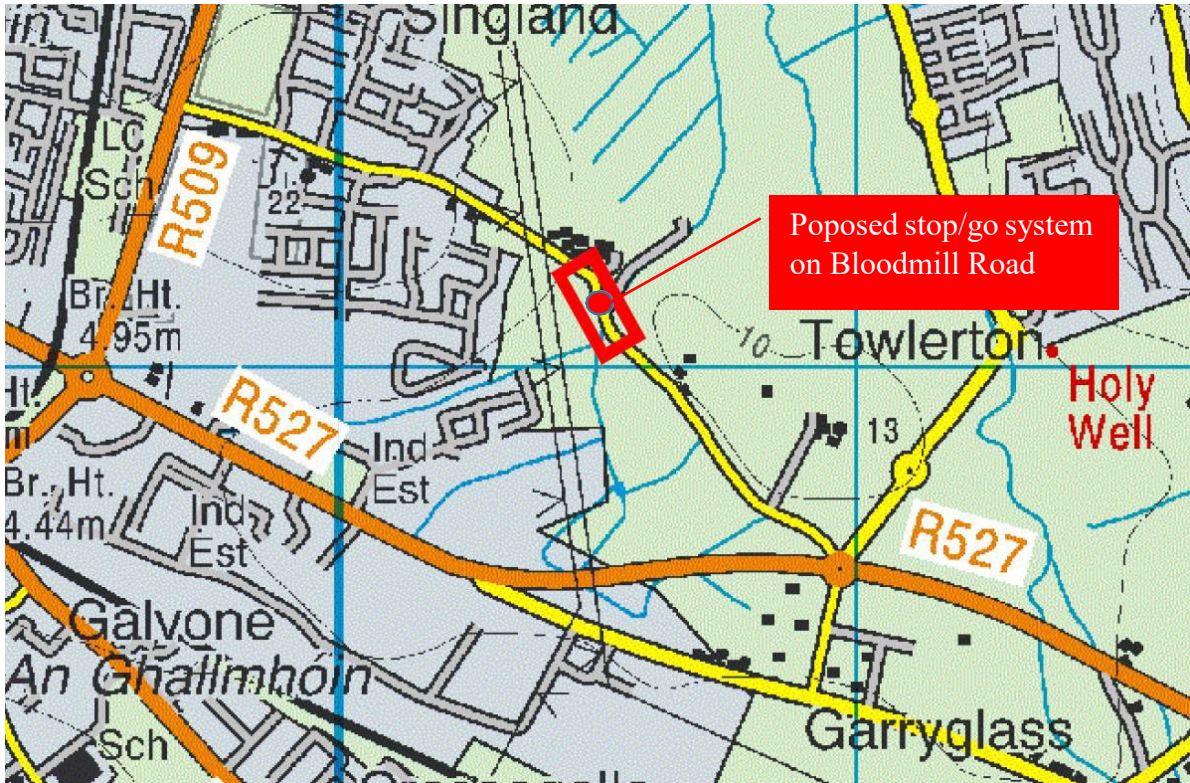 Singland
LC
Sch
R509
22
Poposed stop/go system
on Bloodmill Road
Br. Ht.
4.95m
10
Towlerton
Holy
Well
Ht.
m
R527
13
Ind
Est
Br. Ht.
4.44m
Ind
Est
R527
Galvone
An Ghallmhóin
Garryglass
Sch